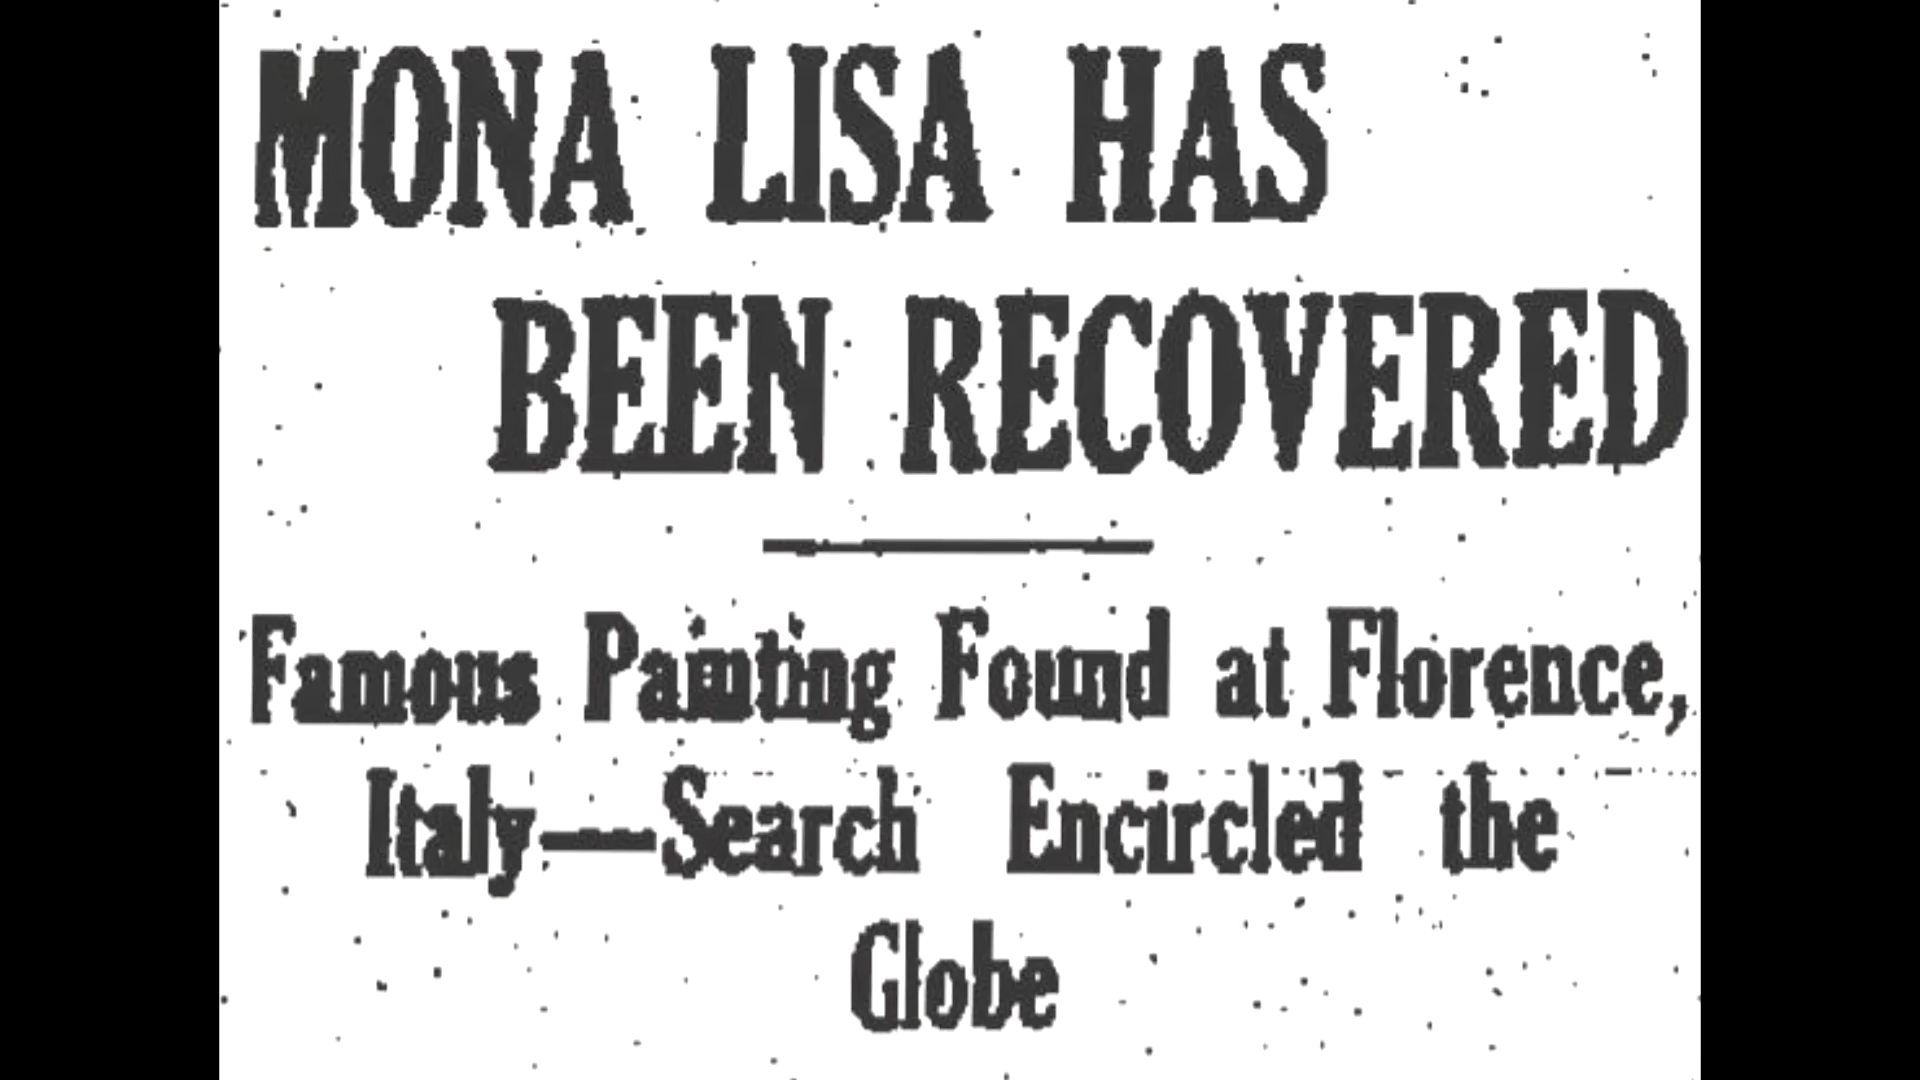 MONA LISA HAS
BEEN RECOVERED
Famous Painting Found at Florence,
Italy—Search Encircled the
Globe